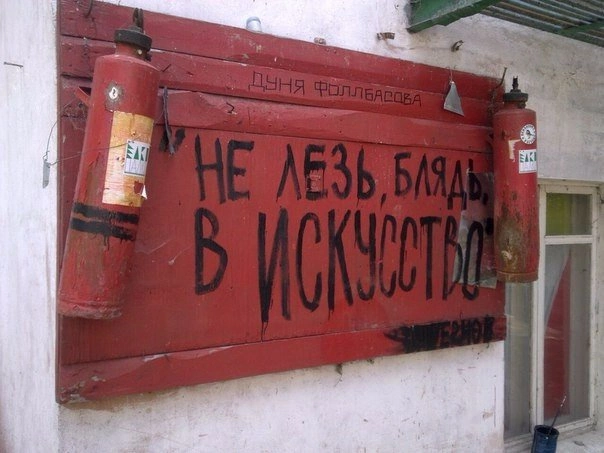 ДУНЯ ФОЛЛБАСОВА
"НЕ ЛЕЗЬ, БЛЯДЬ,
В ИСКУССТВО"